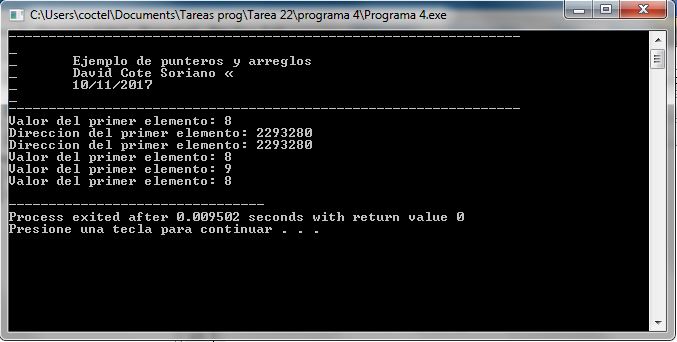 C:\Users\coctel\Documents\Tareas prog\Tarea 22\programa 4\Programa 4.exe
----------------------------------------------------------------
_
_ Ejemplo de punteros y arreglos
_ David Cote Soriano «
_ 10/11/2017
_
----------------------------------------------------------------
Valor del primer elemento: 8
Direccion del primer elemento: 2293280
Direccion del primer elemento: 2293280
Valor del primer elemento: 8
Valor del primer elemento: 9
Valor del primer elemento: 8
--------------------------------
Process exited after 0.009502 seconds with return value 0
Presione una tecla para continuar . . .